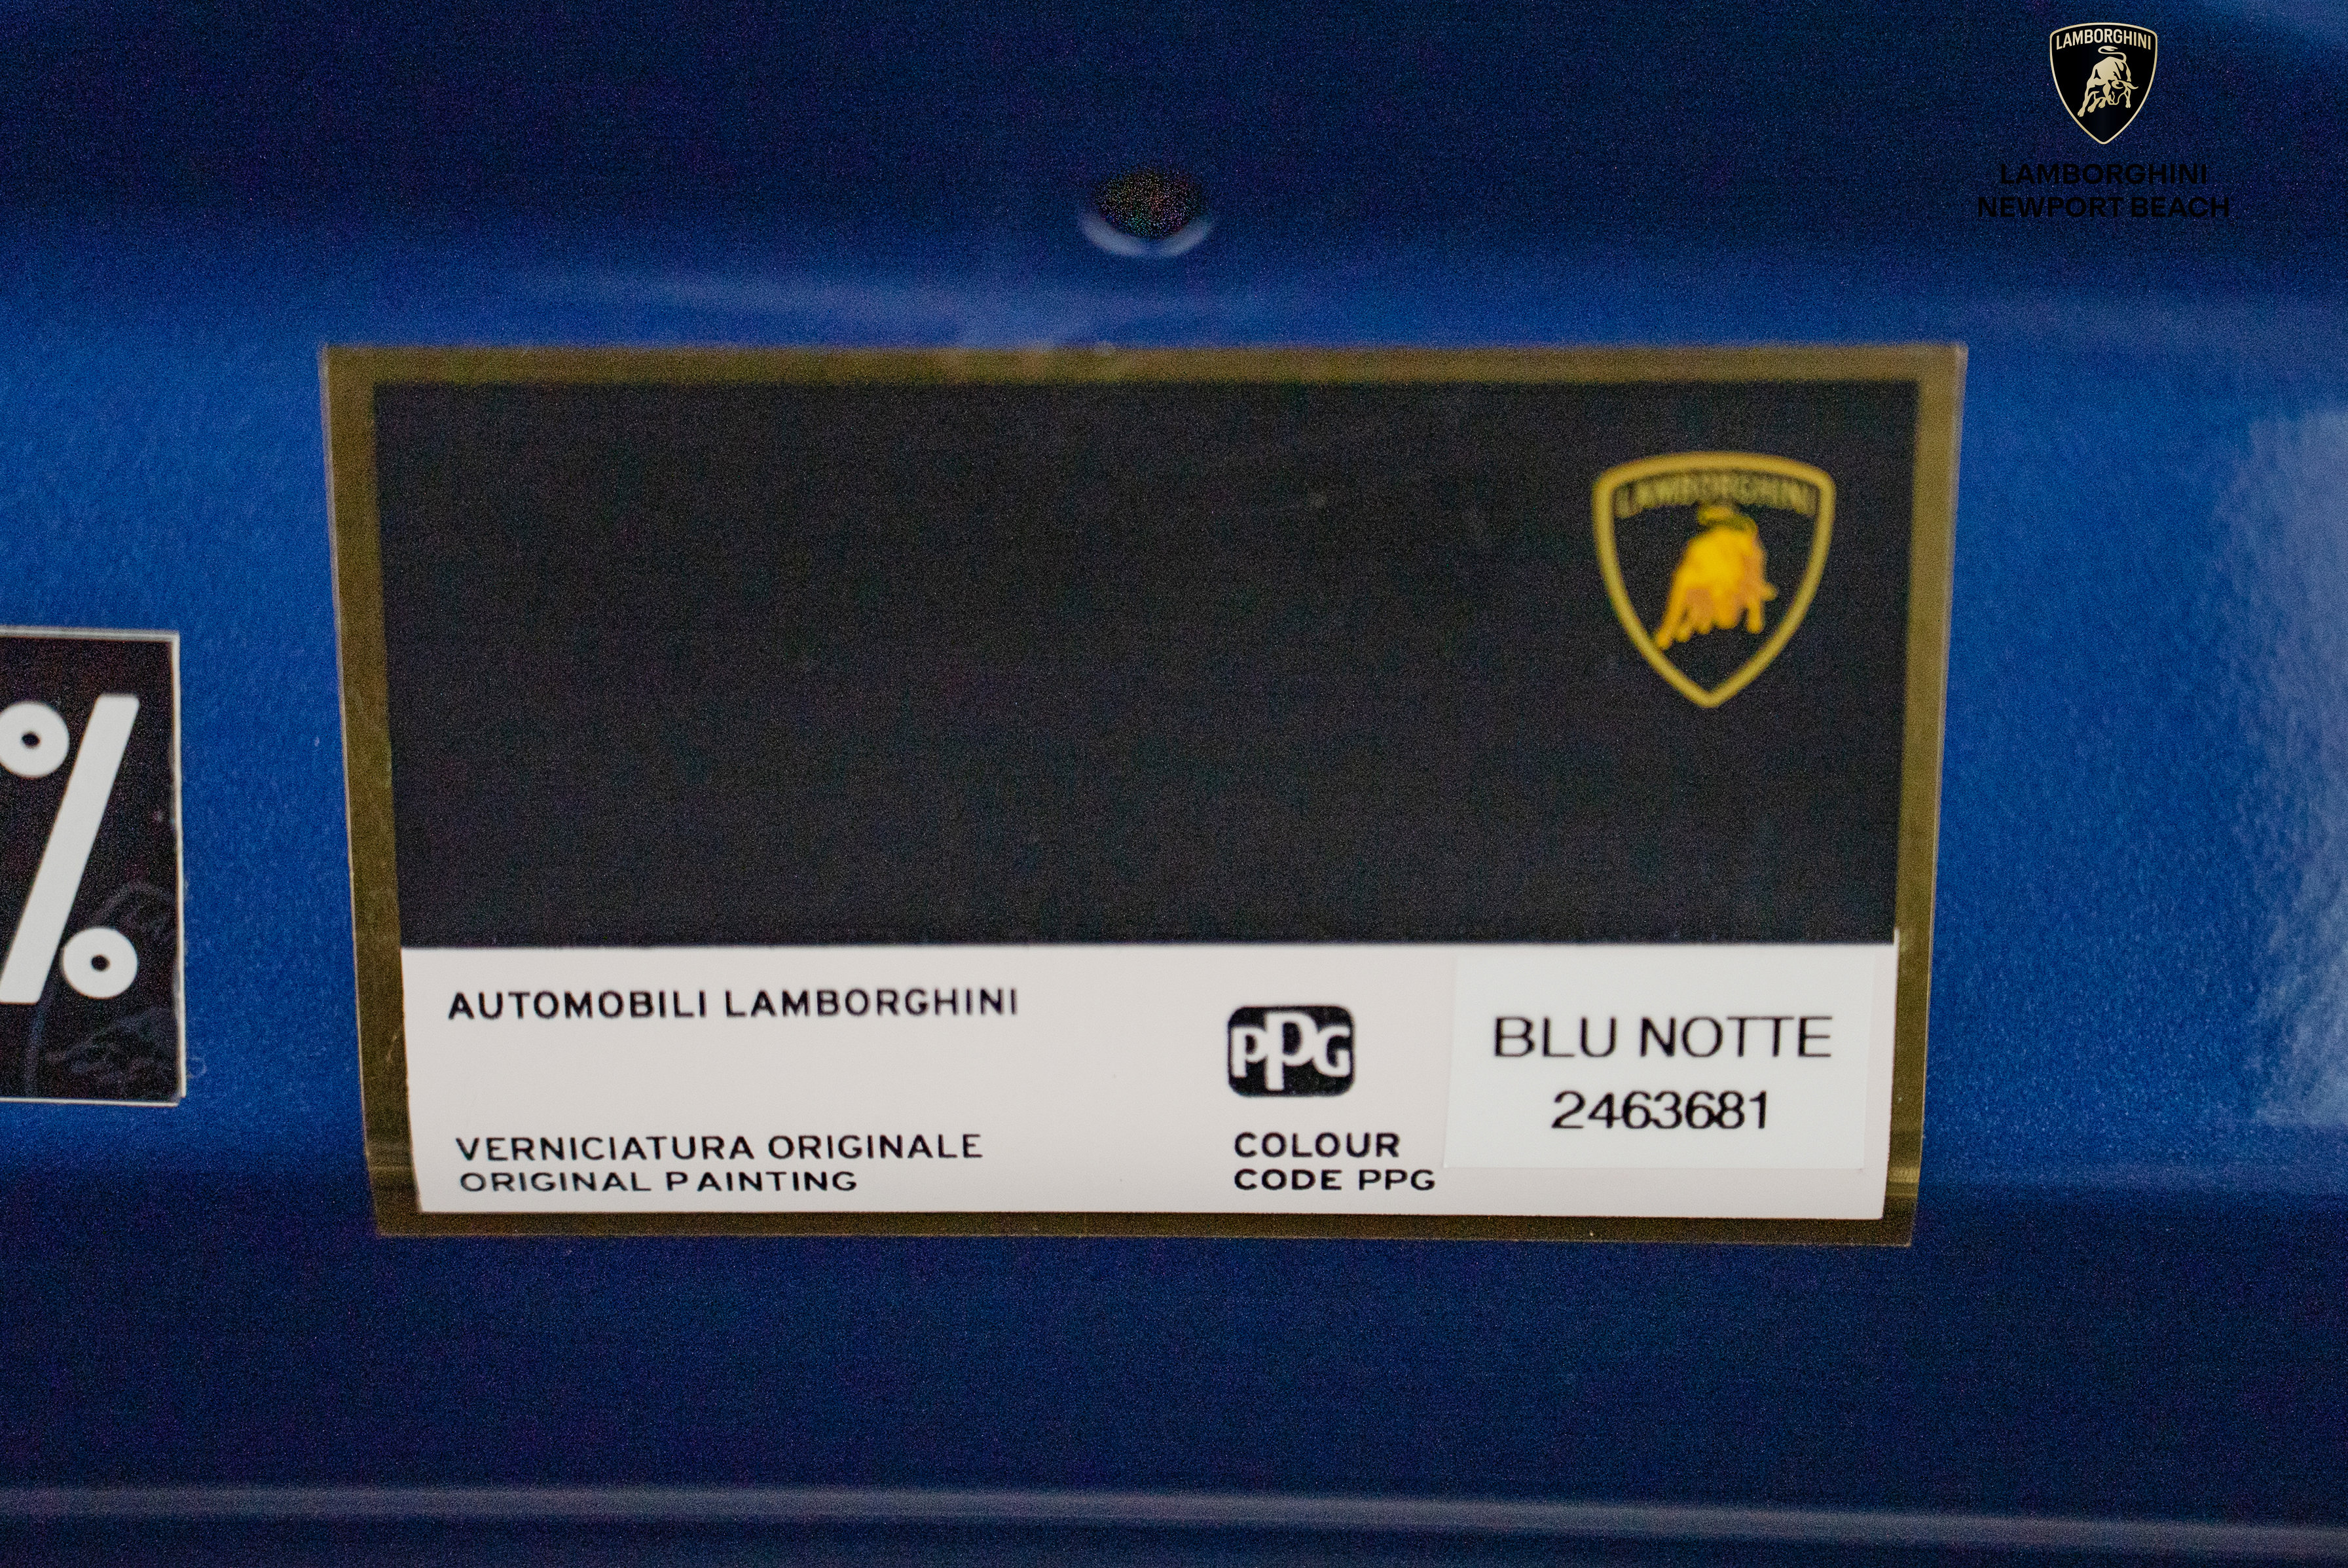 LAMBORGHINI
LAMBORGHINI
NEWPORT BEACH
LAMBORGHINI
%
AUTOMOBILI LAMBORGHINI
PPG
BLU NOTTE
2463681
VERNICIATURA ORIGINALE
ORIGINAL PAINTING
COLOUR
CODE PPG